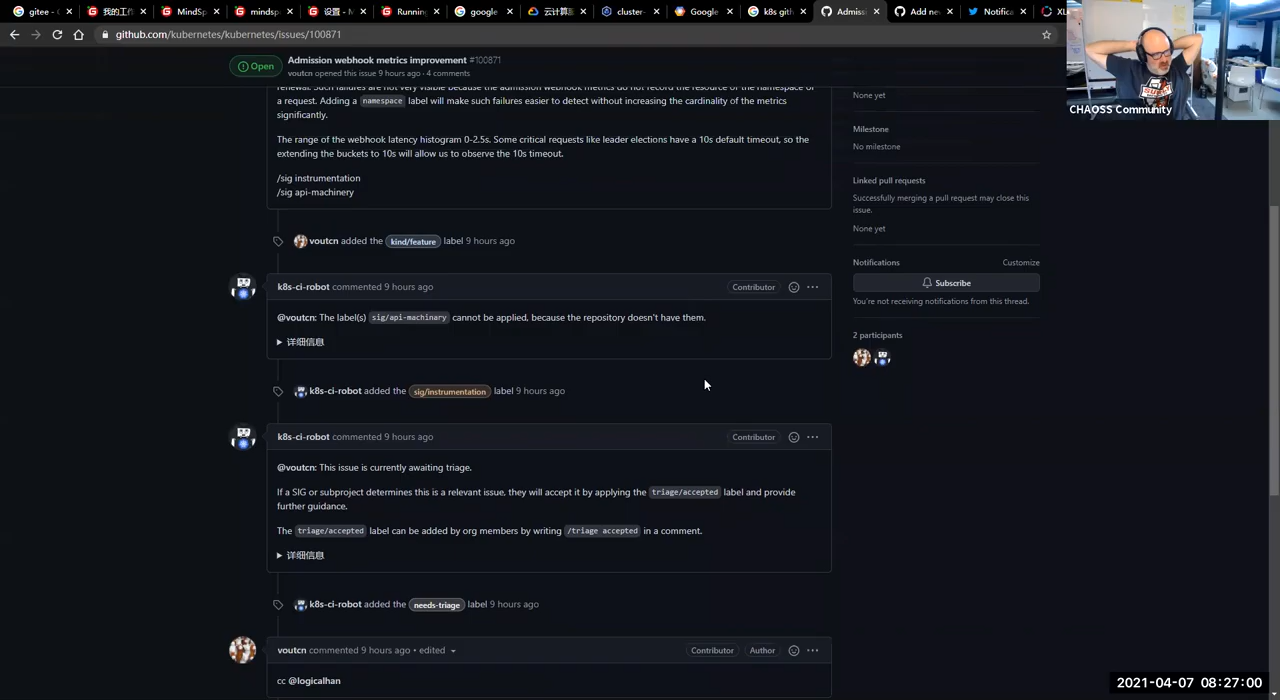 gitee - G
我的工作
MindSp
mindsp
设置 - M
Running
google
云计算基
cluster-
Google
k8s gith
Admiss
Add ne
Notifica
XL
github.com/kubernetes/kubernetes/issues/100871
Open
Admission webhook metrics improvement #100871
voutcn opened this issue 9 hours ago · 4 comments
renewal. Such failures are not very visible because the admission webhook metrics do not record the resource or the namespace of
a request. Adding a namespace label will make such failures easier to detect without increasing the cardinality of the metrics
significantly.
The range of the webhook latency histogram 0-2.5s. Some critical requests like leader elections have a 10s default timeout, so the
extending the buckets to 10s will allow us to observe the 10s timeout.
/sig instrumentation
/sig api-machinery
voutcn added the kind/feature label 9 hours ago
k8s-ci-robot commented 9 hours ago
Contributor
@voutcn: The label(s) sig/api-machinary cannot be applied, because the repository doesn't have them.
详细信息
k8s-ci-robot added the sig/instrumentation label 9 hours ago
k8s-ci-robot commented 9 hours ago
Contributor
@voutcn: This issue is currently awaiting triage.
If a SIG or subproject determines this is a relevant issue, they will accept it by applying the triage/accepted label and provide
further guidance.
The triage/accepted label can be added by org members by writing /triage accepted in a comment.
详细信息
k8s-ci-robot added the needs-triage label 9 hours ago
voutcn commented 9 hours ago • edited
Contributor
Author
cc @logicalhan
None yet
Milestone
No milestone
Linked pull requests
Successfully merging a pull request may close this
issue.
None yet
Notifications
Customize
Subscribe
You're not receiving notifications from this thread.
2 participants
CHAOSS Community
2021-04-07 08:27:00